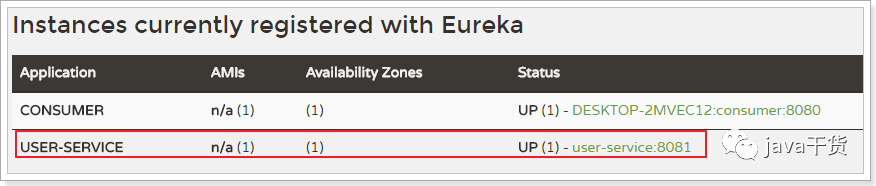 Instances currently registered with Eureka
Application AMIs Availability Zones Status
CONSUMER n/a (1) (1) UP (1) - DESKTOP-2MVEC12:consumer:8080
USER-SERVICE n/a (1) (1) UP (1) - user-service:8081
java干货